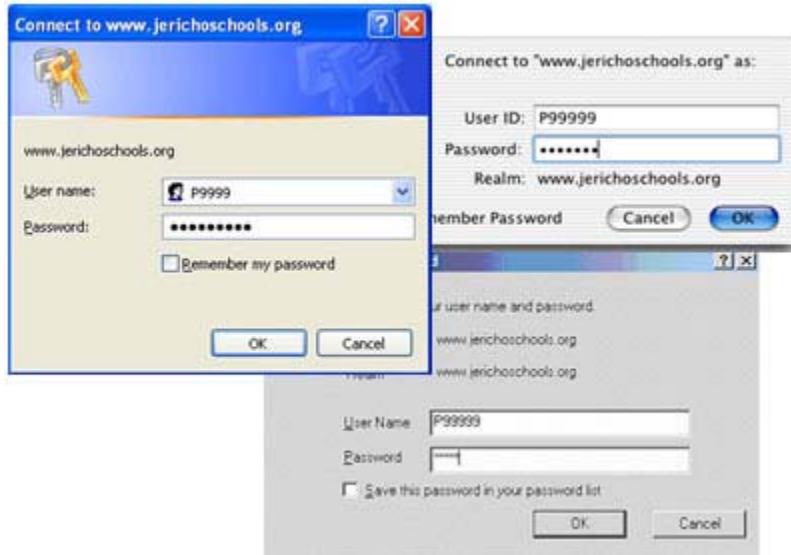 Connect to www.jerichoschools.org
www.jerichoschools.org
User name: P9999
Password: •••••••••
Remember my password
OK Cancel
Connect to "www.jerichoschools.org" as:
User ID: P99999
Password: •••••••
Realm: www.jerichoschools.org
Password
Cancel OK
user name and password.
www.jerichoschools.org
www.jerichoschools.org
User Name P99999
Password
Save this password in your password list
OK Cancel